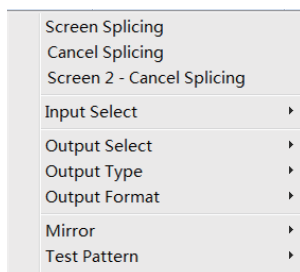 Screen Splicing
Cancel Splicing
Screen 2 - Cancel Splicing
Input Select
Output Select
Output Type
Output Format
Mirror
Test Pattern